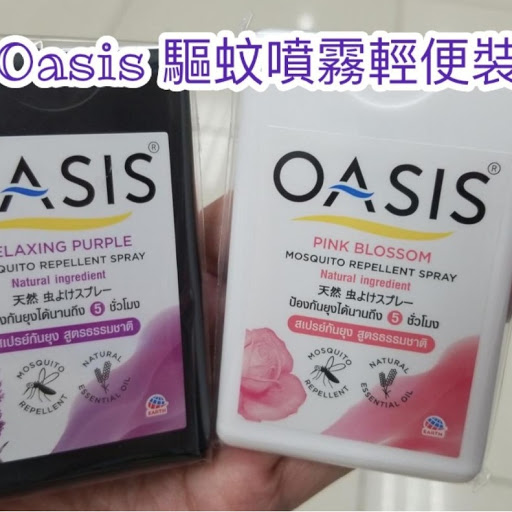 Oasis 驅蚊噴霧輕便裝
ASIS
ELAXING PURPLE
QUITO REPELLENT SPRAY
Natural ingredient
天然 虫よけスプレー
องกันยุงได้นานถึง 5 ชั่วโมง
สเปรย์กันยุง สูตรธรรมชาติ
MOSQUITO REPELLENT
NATURAL ESSENTIAL OIL
EARTH
OASIS®
PINK BLOSSOM
MOSQUITO REPELLENT SPRAY
Natural ingredient
天然 虫よけスプレー
ป้องกันยุงได้นานถึง 5 ชั่วโมง
สเปรย์กันยุง สูตรธรรมชาติ
MOSQUITO REPELLENT
NATURAL ESSENTIAL OIL
EARTH